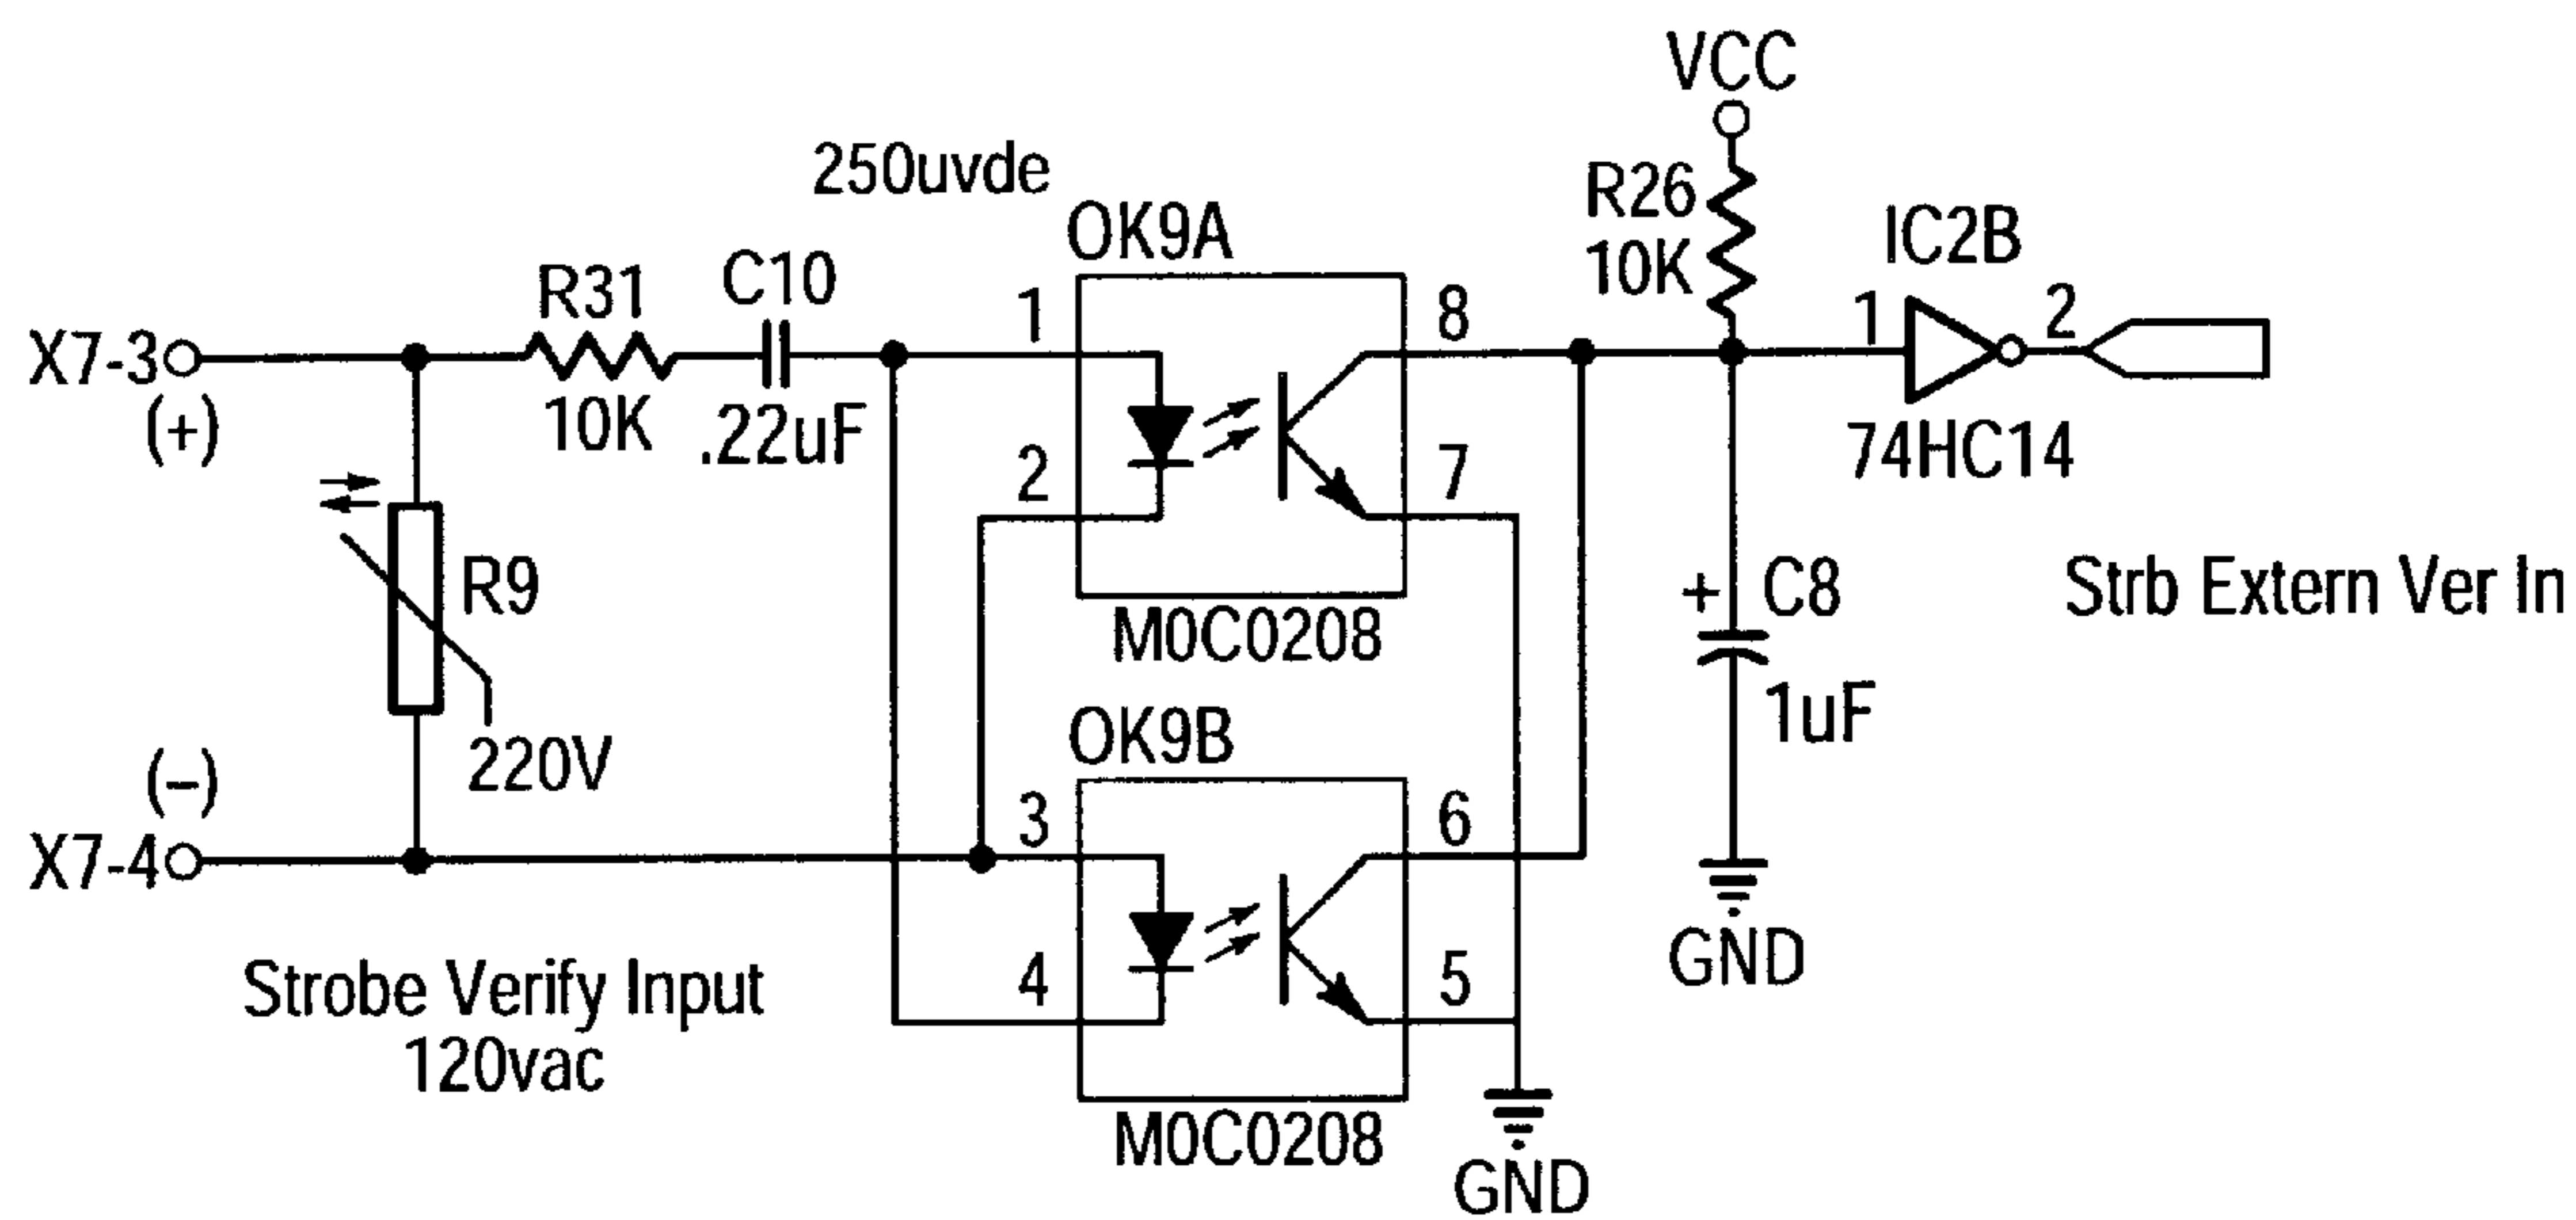 VCC
250uvde
R26
10K
OK9A
IC2B
R31
C10
1
8
1
2
X7-3
(+)
10K
.22uF
2
7
74HC14
R9
+
C8
Strb Extern Ver In
M0C0208
1uF
220V
OK9B
(–)
3
6
X7-4
GND
4
5
Strobe Verify Input
120vac
M0C0208
GND